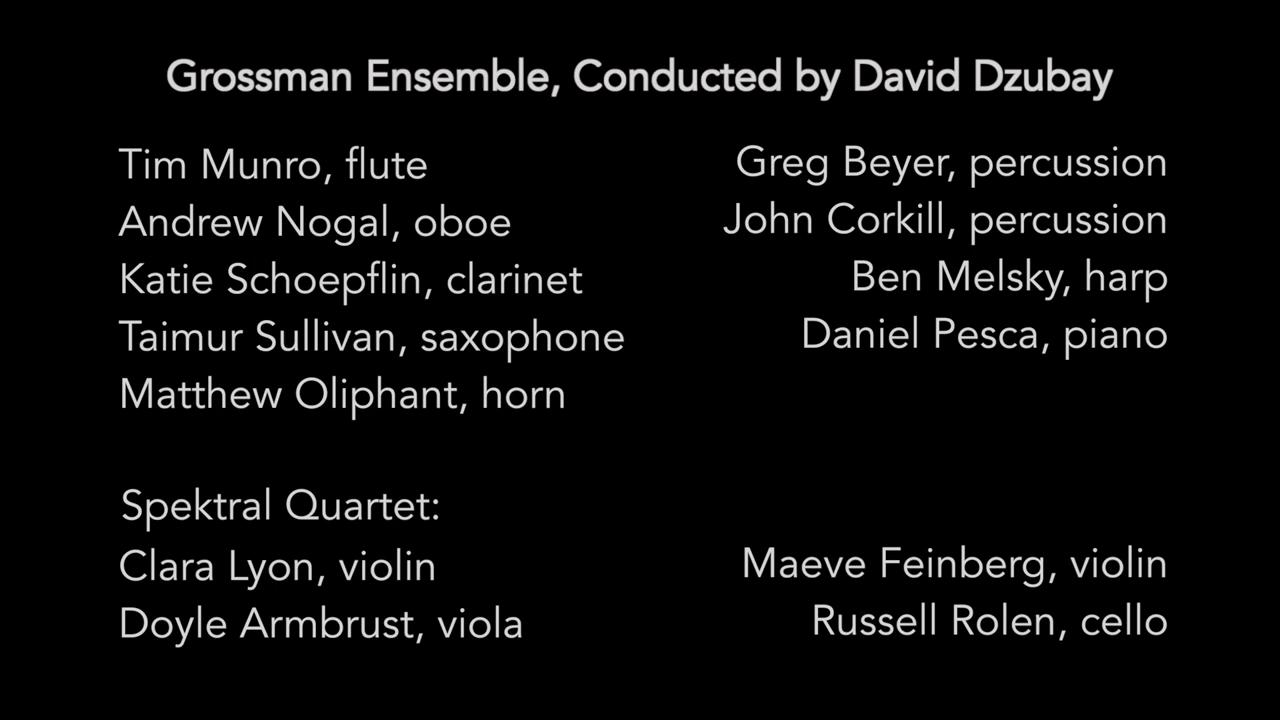 Grossman Ensemble, Conducted by David Dzubay
Tim Munro, flute
Andrew Nogal, oboe
Katie Schoepflin, clarinet
Taimur Sullivan, saxophone
Matthew Oliphant, horn
Greg Beyer, percussion
John Corkill, percussion
Ben Melsky, harp
Daniel Pesca, piano
Spektral Quartet:
Clara Lyon, violin
Doyle Armbrust, viola
Maeve Feinberg, violin
Russell Rolen, cello